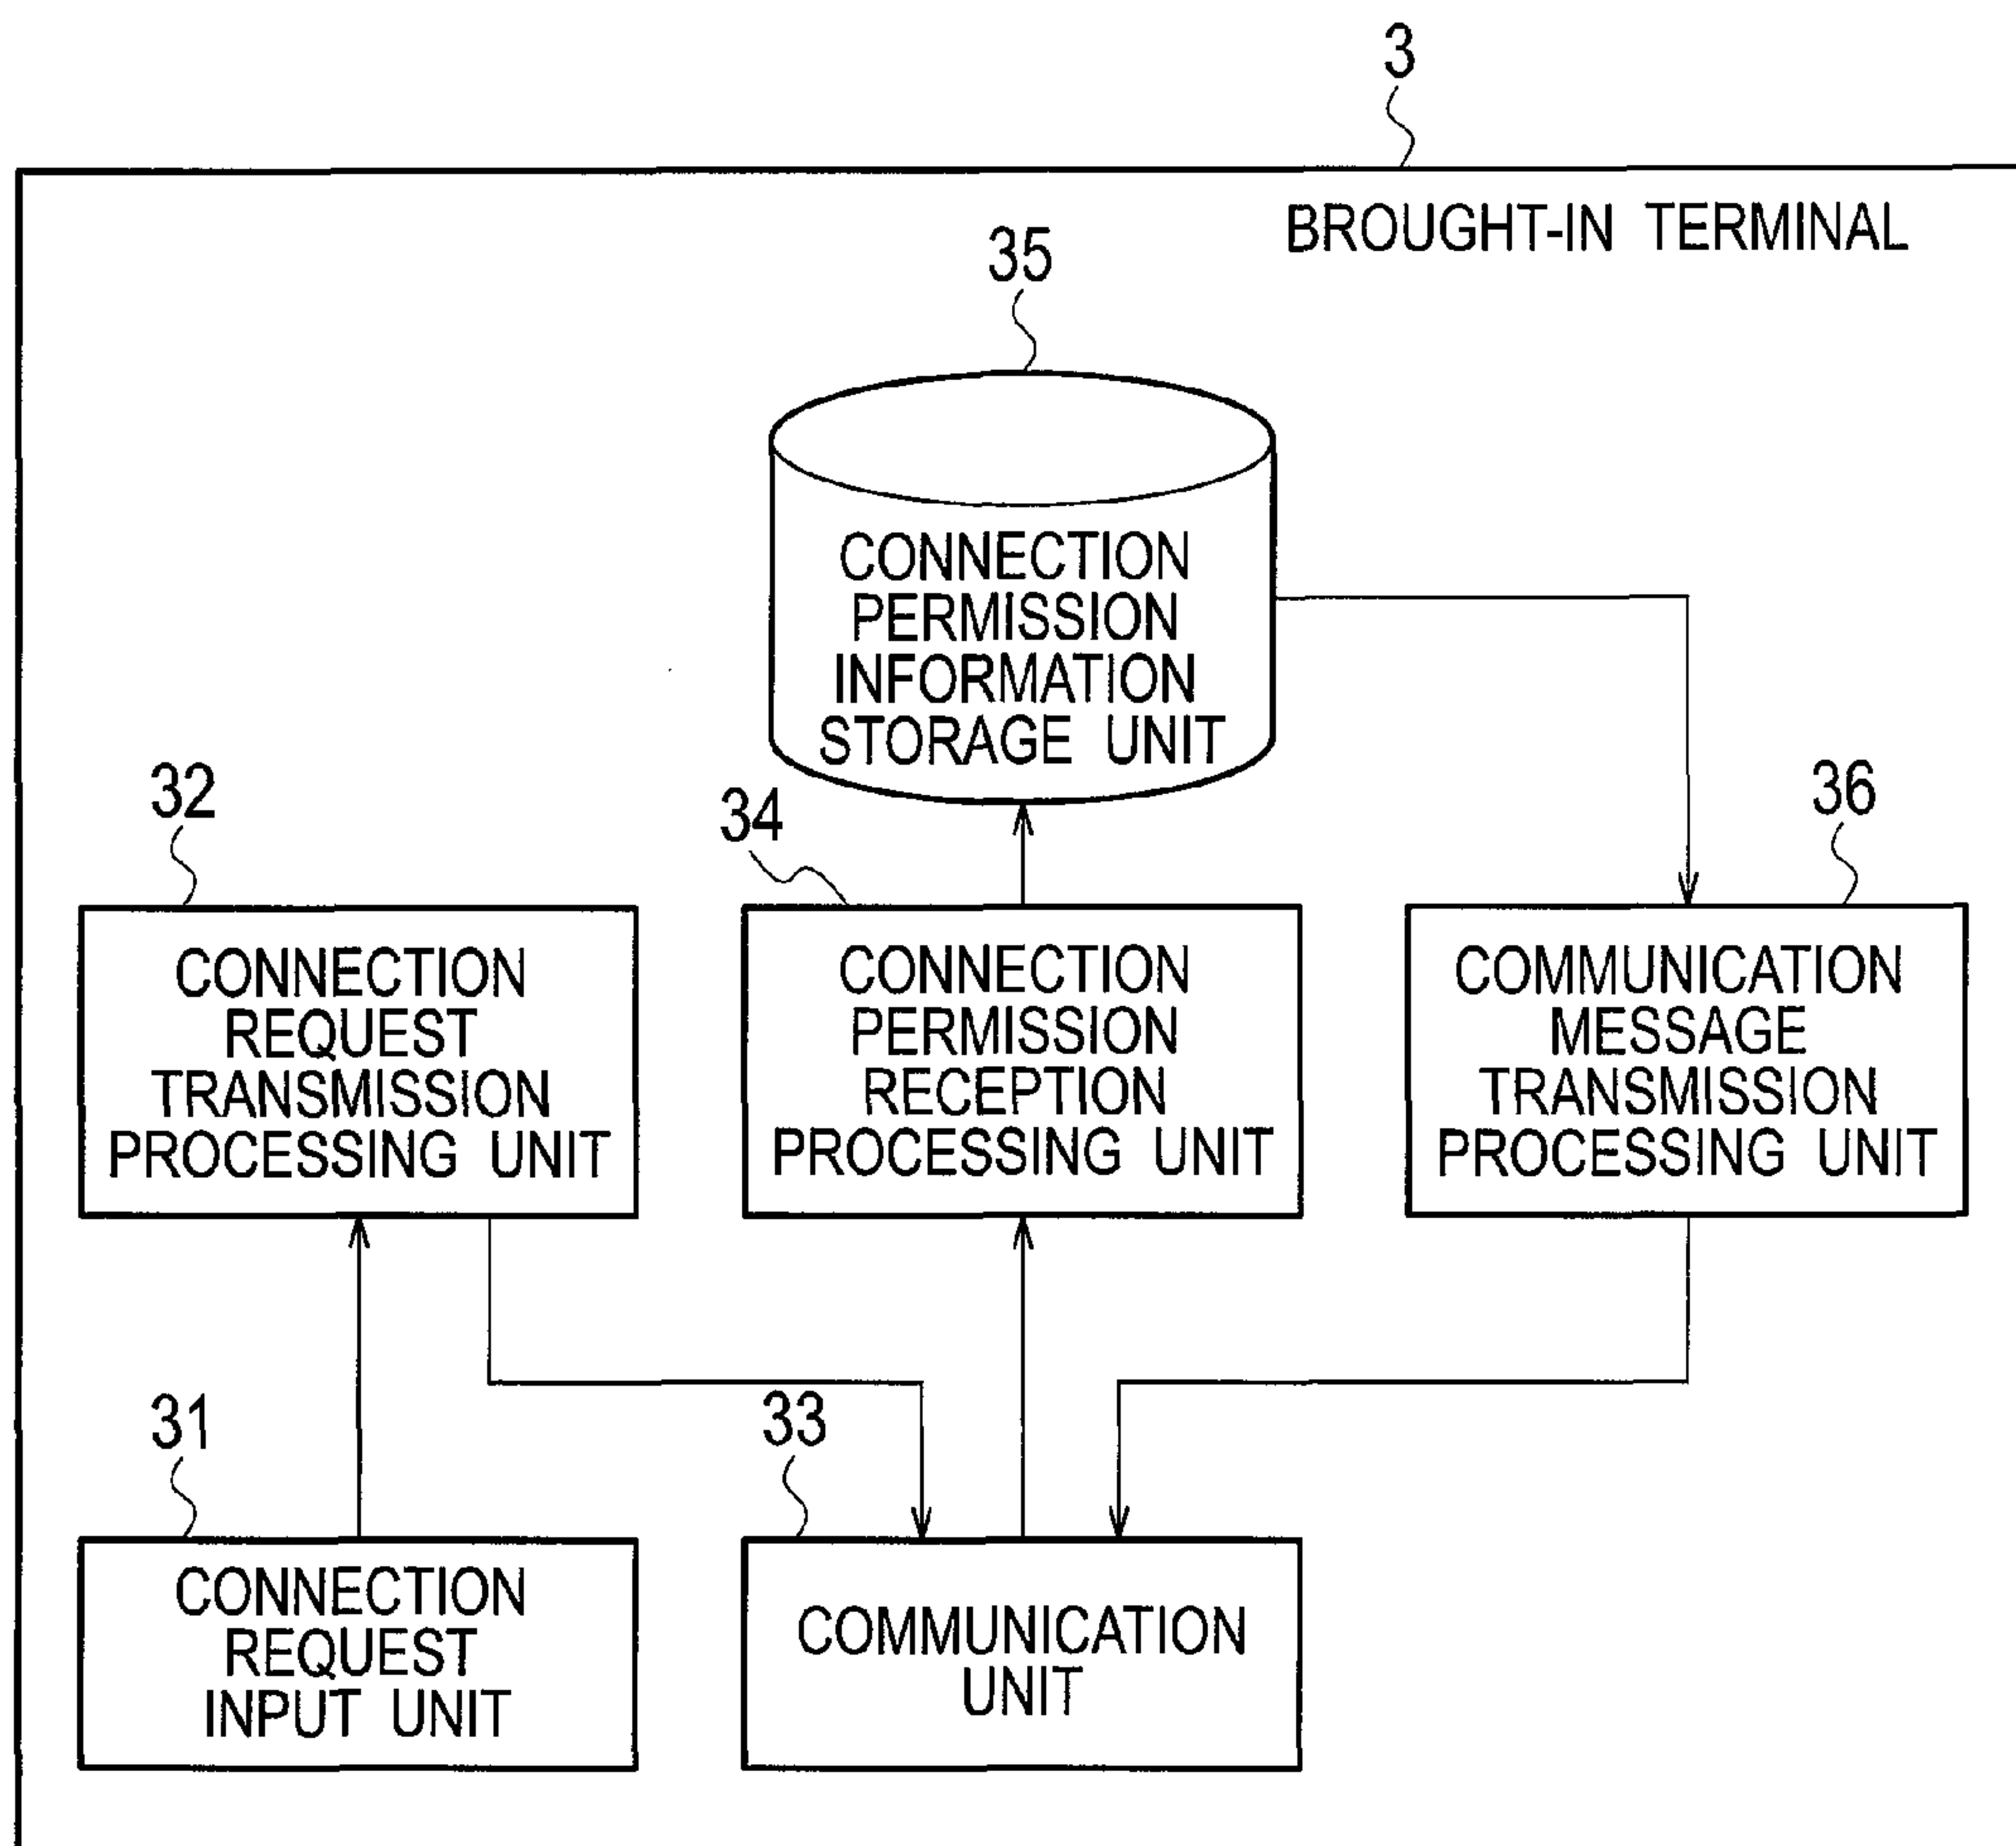 3
BROUGHT-IN TERMINAL
35
CONNECTION
PERMISSION
INFORMATION
STORAGE UNIT
32
34
36
CONNECTION
REQUEST
TRANSMISSION
PROCESSING UNIT
CONNECTION
PERMISSION
RECEPTION
PROCESSING UNIT
COMMUNICATION
MESSAGE
TRANSMISSION
PROCESSING UNIT
31
33
CONNECTION
REQUEST
INPUT UNIT
COMMUNICATION
UNIT